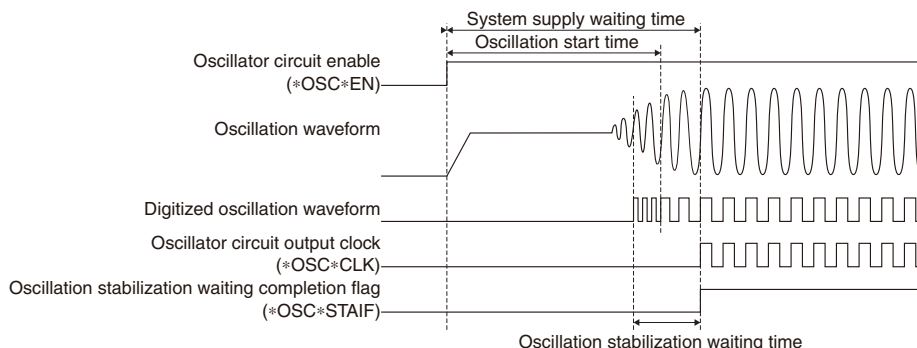 System supply waiting time
Oscillation start time
Oscillator circuit enable
(*OSC*EN)
Oscillation waveform
Digitized oscillation waveform
Oscillator circuit output clock
(*OSC*CLK)
Oscillation stabilization waiting completion flag
(*OSC*STAIF)
Oscillation stabilization waiting time